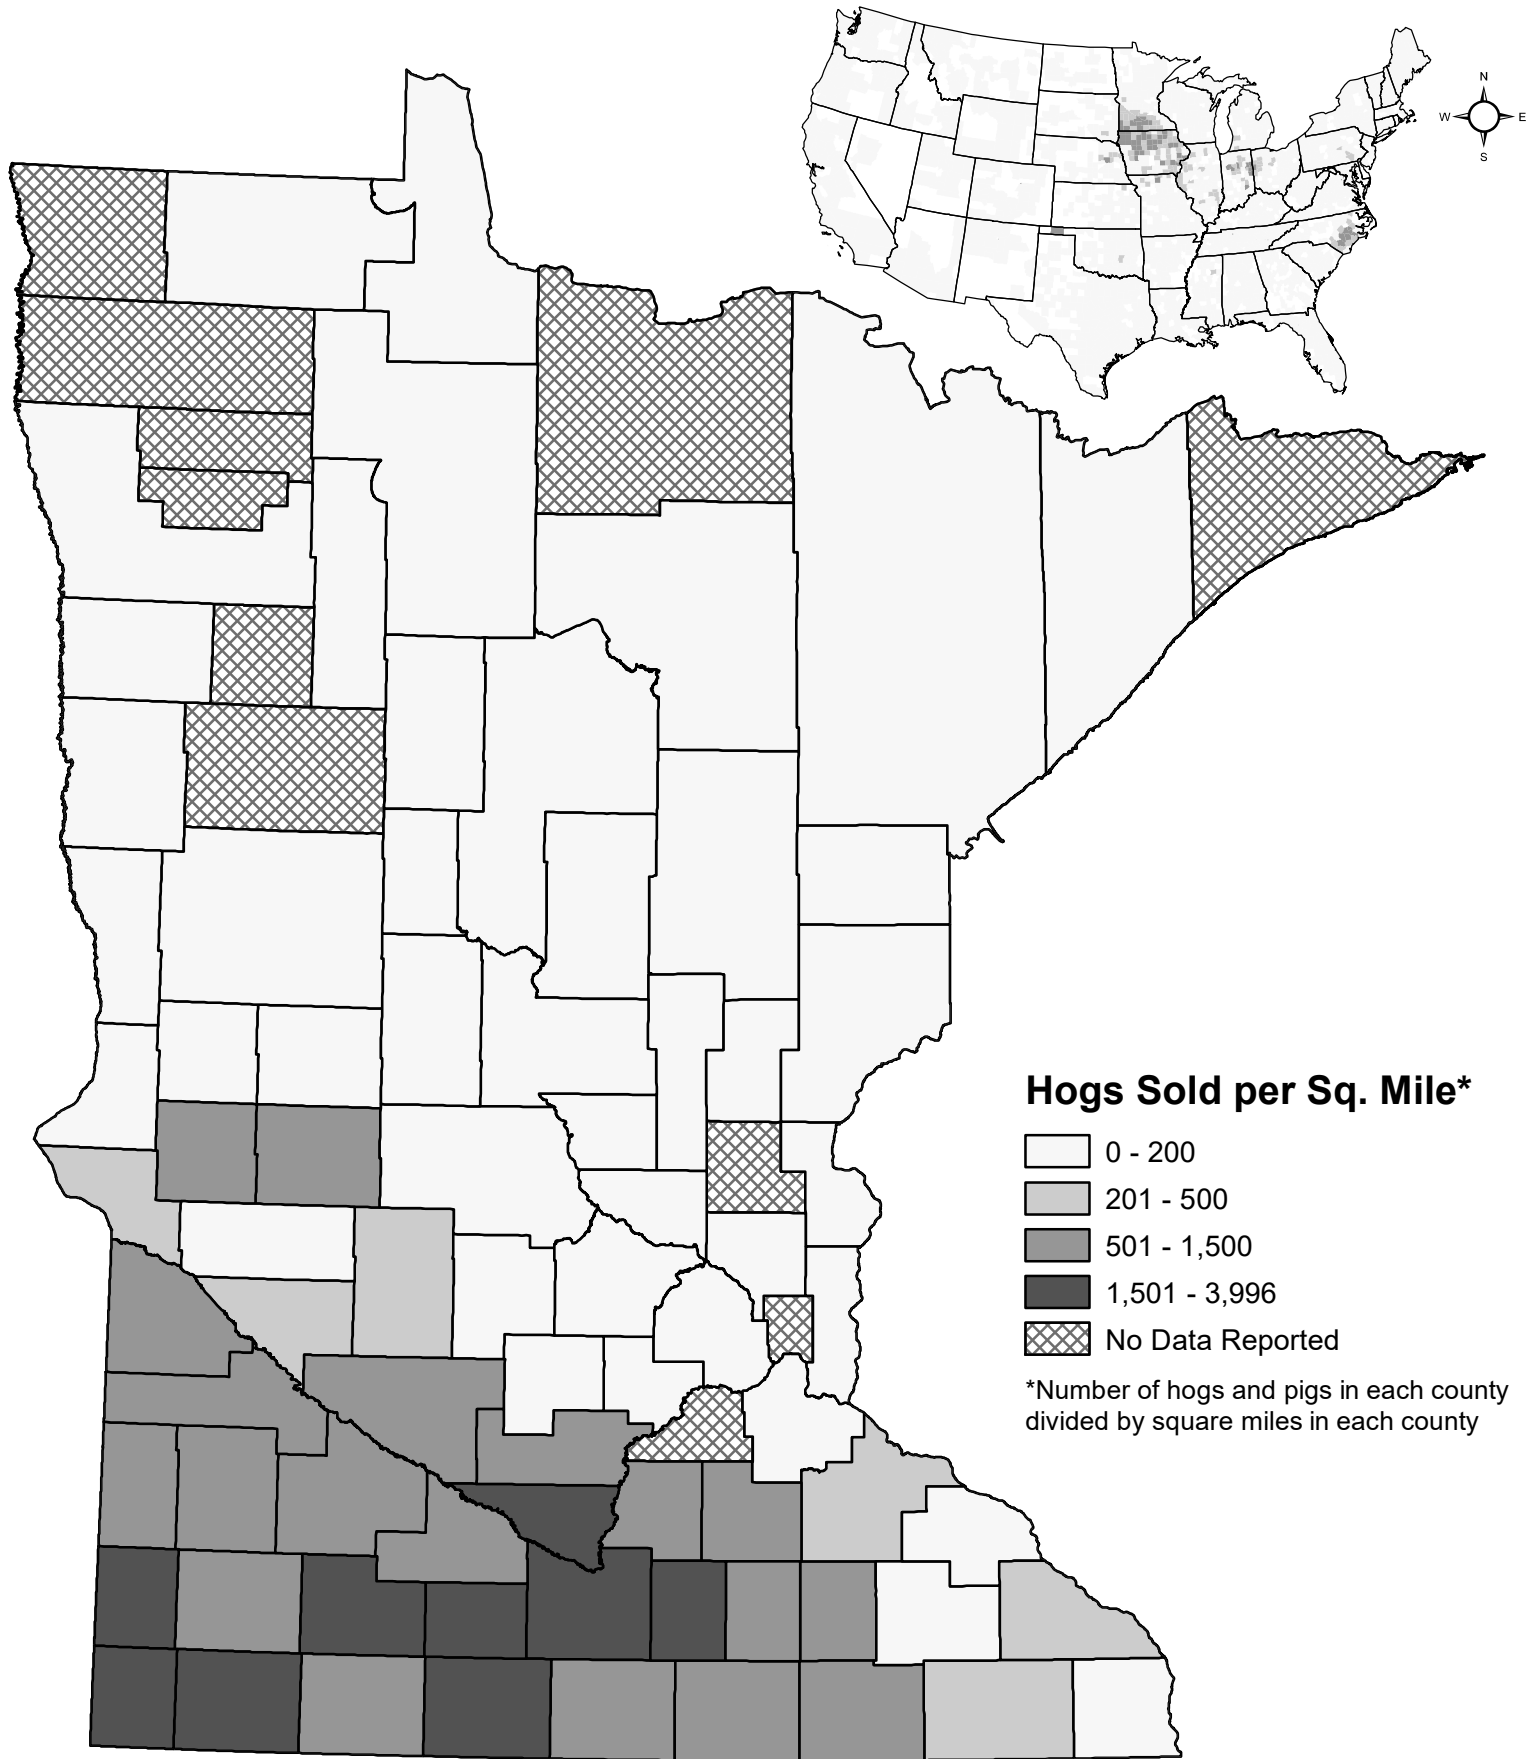 N
W
E
S
Hogs Sold per Sq. Mile*
0 - 200
201 - 500
501 - 1,500
1,501 - 3,996
No Data Reported
*Number of hogs and pigs in each county
divided by square miles in each county